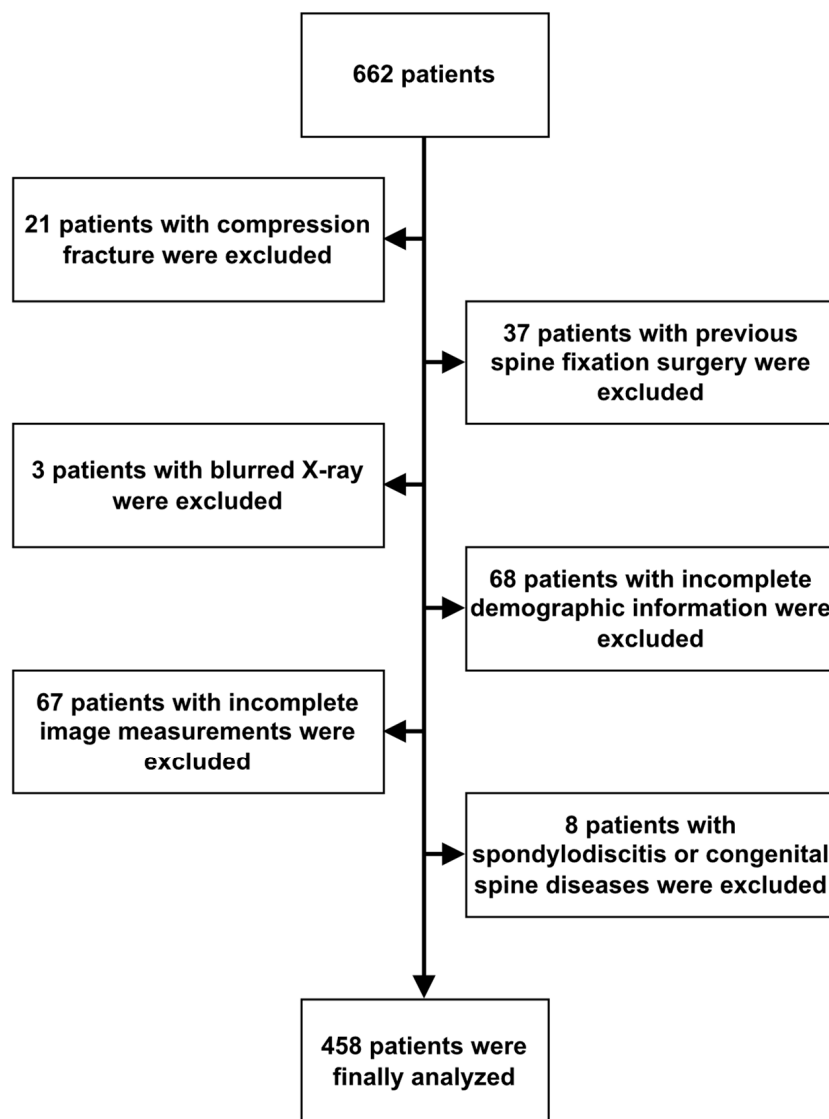 662 patients
21 patients with compression
fracture were excluded
37 patients with previous
spine fixation surgery were
excluded
3 patients with blurred X-ray
were excluded
68 patients with incomplete
demographic information were
excluded
67 patients with incomplete
image measurements were
excluded
8 patients with
spondylodiscitis or congenital
spine diseases were excluded
458 patients were
finally analyzed